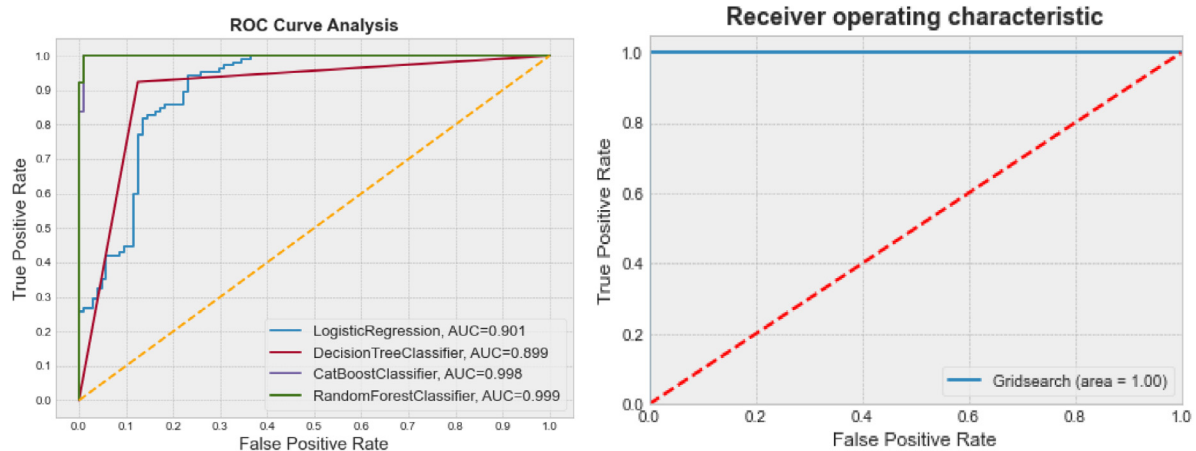 ROC Curve Analysis
True Positive Rate
1.0
0.9
0.8
0.7
0.6
0.5
0.4
0.3
0.2
0.1
0.0
LogisticRegression, AUC=0.901
DecisionTreeClassifier, AUC=0.899
CatBoostClassifier, AUC=0.998
RandomForestClassifier, AUC=0.999
0.0 0.1 0.2 0.3 0.4 0.5 0.6 0.7 0.8 0.9 1.0
False Positive Rate
Receiver operating characteristic
True Positive Rate
1.0
0.8
0.6
0.4
0.2
0.0
Gridsearch (area = 1.00)
0.0 0.2 0.4 0.6 0.8 1.0
False Positive Rate